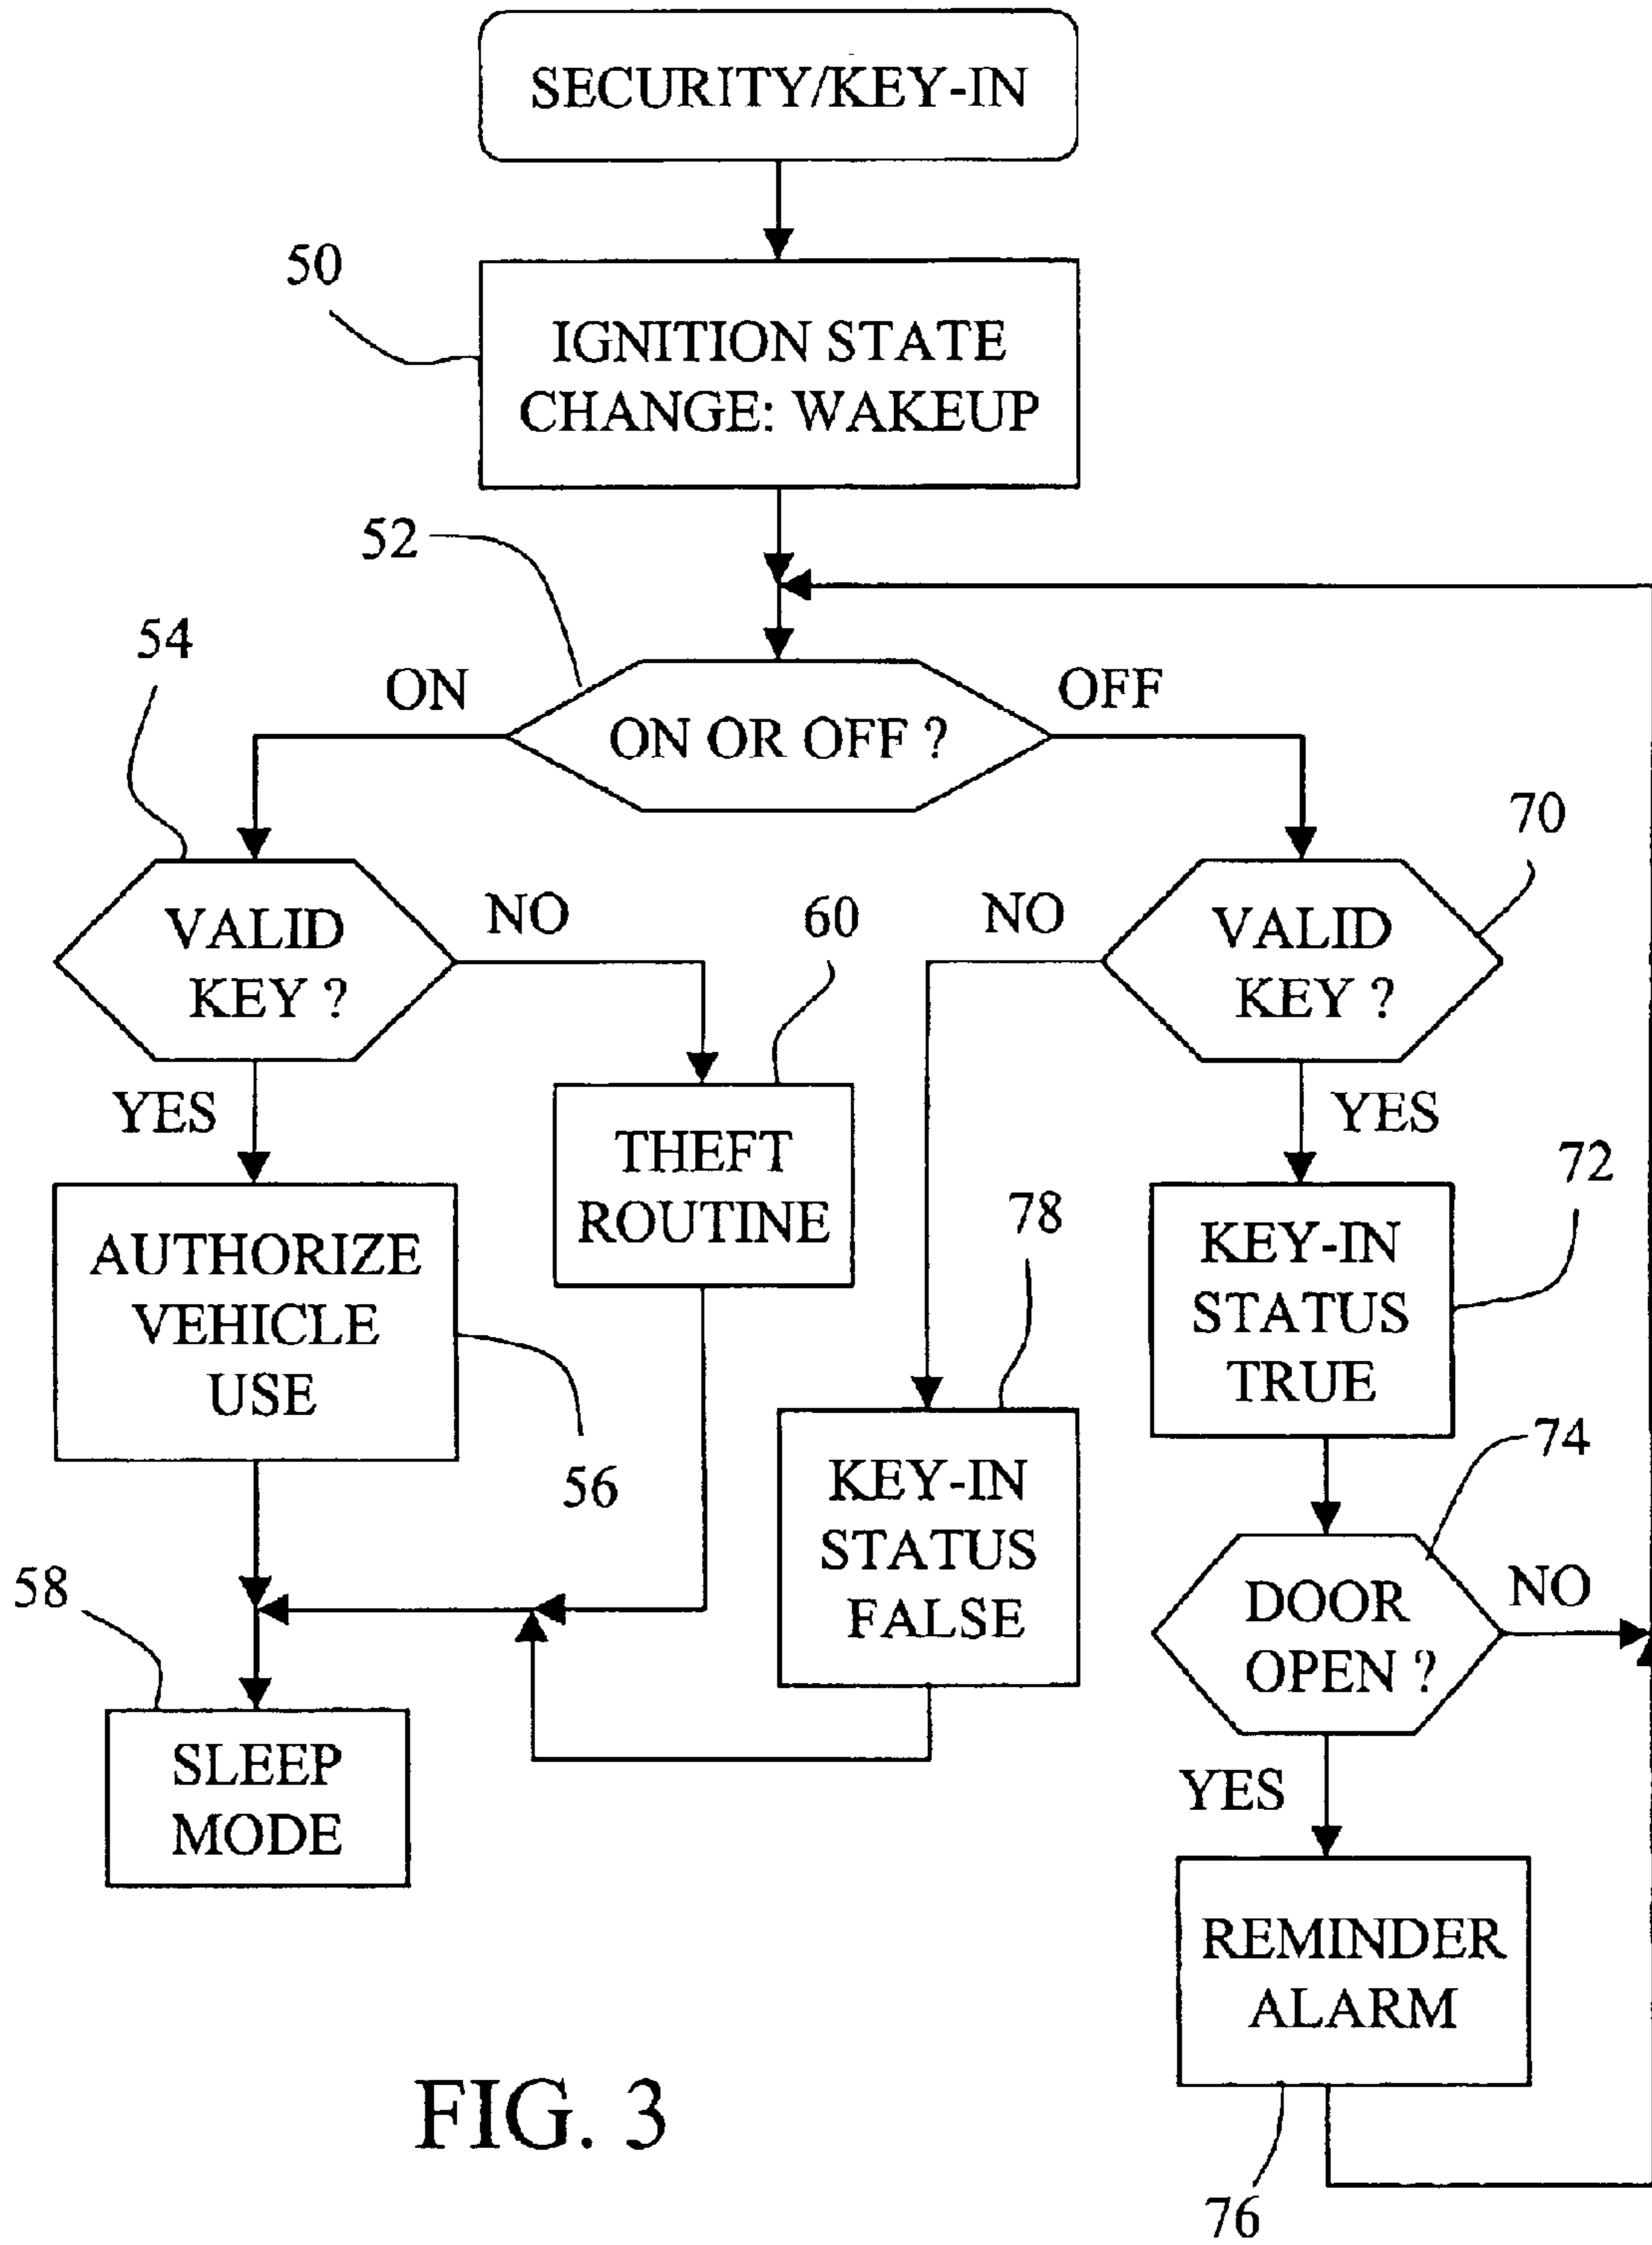 SECURITY/KEY-IN
50
IGNITION STATE
CHANGE: WAKEUP
52
54
ON
OFF
ON OR OFF ?
70
VALID
KEY ?
NO
60
NO
VALID
KEY ?
YES
YES
THEFT
ROUTINE
72
78
AUTHORIZE
VEHICLE
USE
KEY-IN
STATUS
TRUE
74
56
KEY-IN
STATUS
FALSE
58
DOOR
OPEN ?
NO
SLEEP
MODE
YES
REMINDER
ALARM
FIG. 3
76